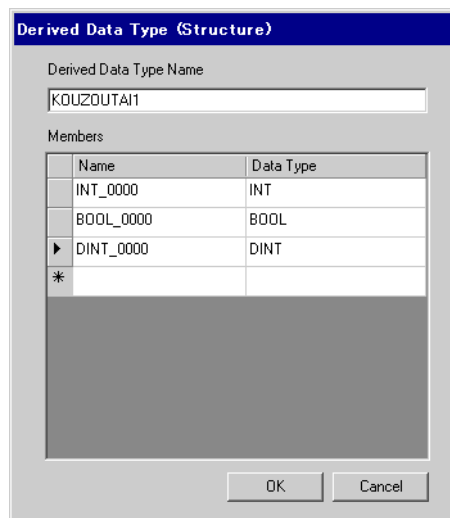 Derived Data Type (Structure)
Derived Data Type Name
KOUZOUTAI1
Members
Name Data Type
INT_0000 INT
BOOL_0000 BOOL
DINT_0000 DINT
OK Cancel